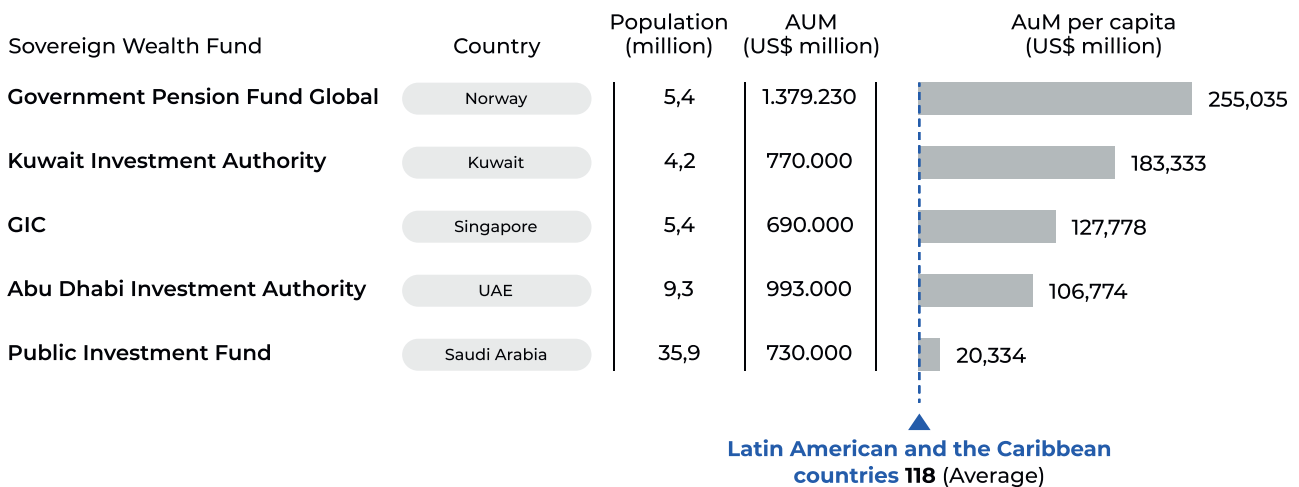 Sovereign Wealth Fund
Country
Population
(million)
AUM
(US$ million)
AuM per capita
(US$ million)
Government Pension Fund Global
Norway
5,4
1.379.230
255,035
Kuwait Investment Authority
Kuwait
4,2
770.000
183,333
GIC
Singapore
5,4
690.000
127,778
Abu Dhabi Investment Authority
UAE
9,3
993.000
106,774
Public Investment Fund
Saudi Arabia
35,9
730.000
20,334
Latin American and the Caribbean
countries 118 (Average)